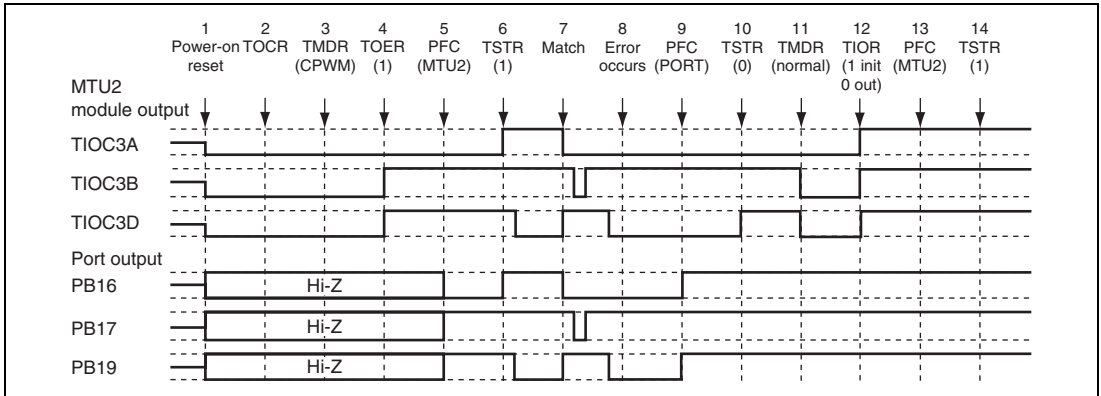 1 2 3 4 5 6 7 8 9 10 11 12 13 14
Power-on TOCR TMDR TOER PFC TSTR Match Error PFC TSTR TMDR TIOR PFC TSTR
reset (CPWM) (1) (MTU2) (1) occurs (PORT) (0) (normal) (1 init (MTU2) (1)
0 out)
MTU2
module output
TIOC3A
TIOC3B
TIOC3D
Port output
PB16 Hi-Z
PB17 Hi-Z
PB19 Hi-Z